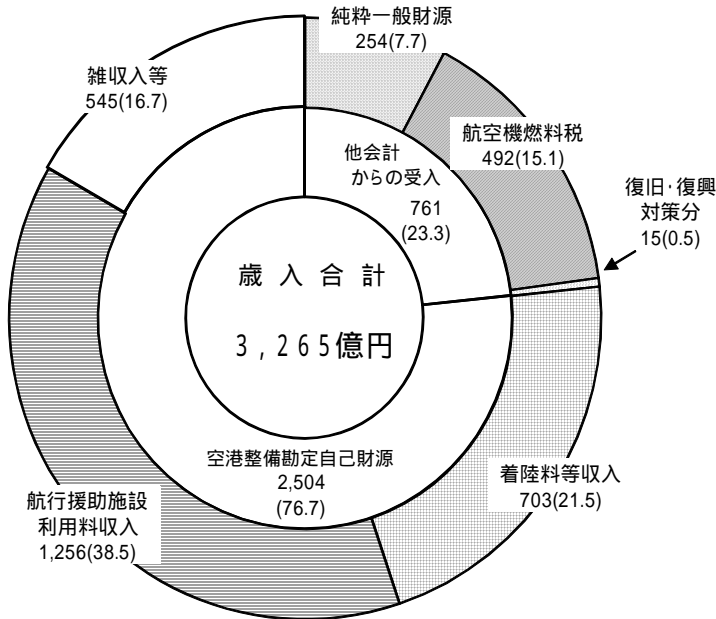 純粋一般財源
254(7.7)
雑収入等
545(16.7)
航空機燃料税
492(15.1)
他会計
からの受入
761
(23.3)
復旧･復興
対策分
15(0.5)
歳入合計
3,265億円
空港整備勘定自己財源
2,504
(76.7)
着陸料等収入
703(21.5)
航行援助施設
利用料収入
1,256(38.5)